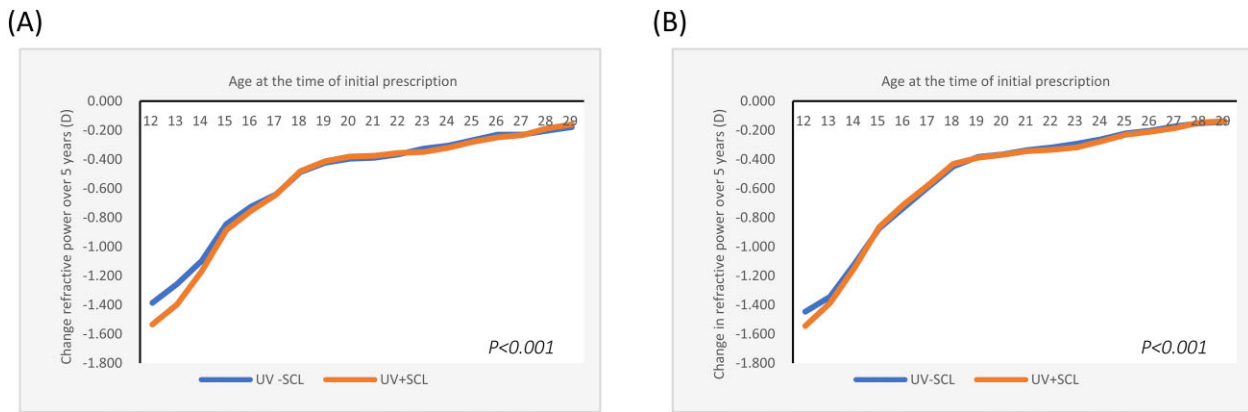 (A)
Age at the time of initial prescription
Change refractive power over 5 years (D)
0.000
-0.200
-0.400
-0.600
-0.800
-1.000
-1.200
-1.400
-1.600
-1.800
12 13 14 15 16 17 18 19 20 21 22 23 24 25 26 27 28 29
P<0.001
UV -SCL UV+SCL
(B)
Age at the time of initial prescription
Change in refractive power over 5 years (D)
0.000
-0.200
-0.400
-0.600
-0.800
-1.000
-1.200
-1.400
-1.600
-1.800
12 13 14 15 16 17 18 19 20 21 22 23 24 25 26 27 28 29
P<0.001
UV-SCL UV+SCL